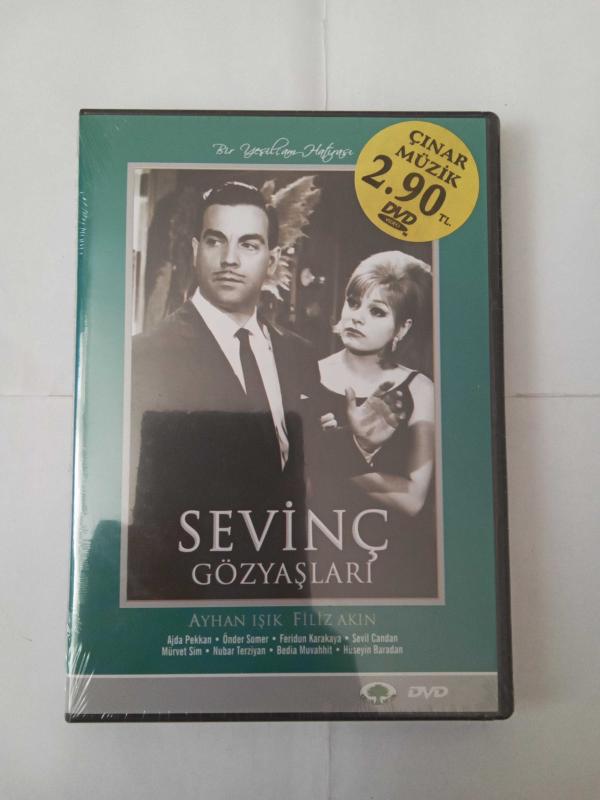 Bir Yeşilçam Hatırası
ÇINAR
MÜZİK
2.90 TL.
DVD
VIDEO
SEVİNÇ
GÖZYAŞLARI
AYHAN IŞIK FİLİZ AKIN
Ajda Pekkan • Önder Somer • Feridun Karakaya • Sevil Candan
Mürvet Sim • Nubar Terziyan • Bedia Muvahhit • Hüseyin Baradan
DVD